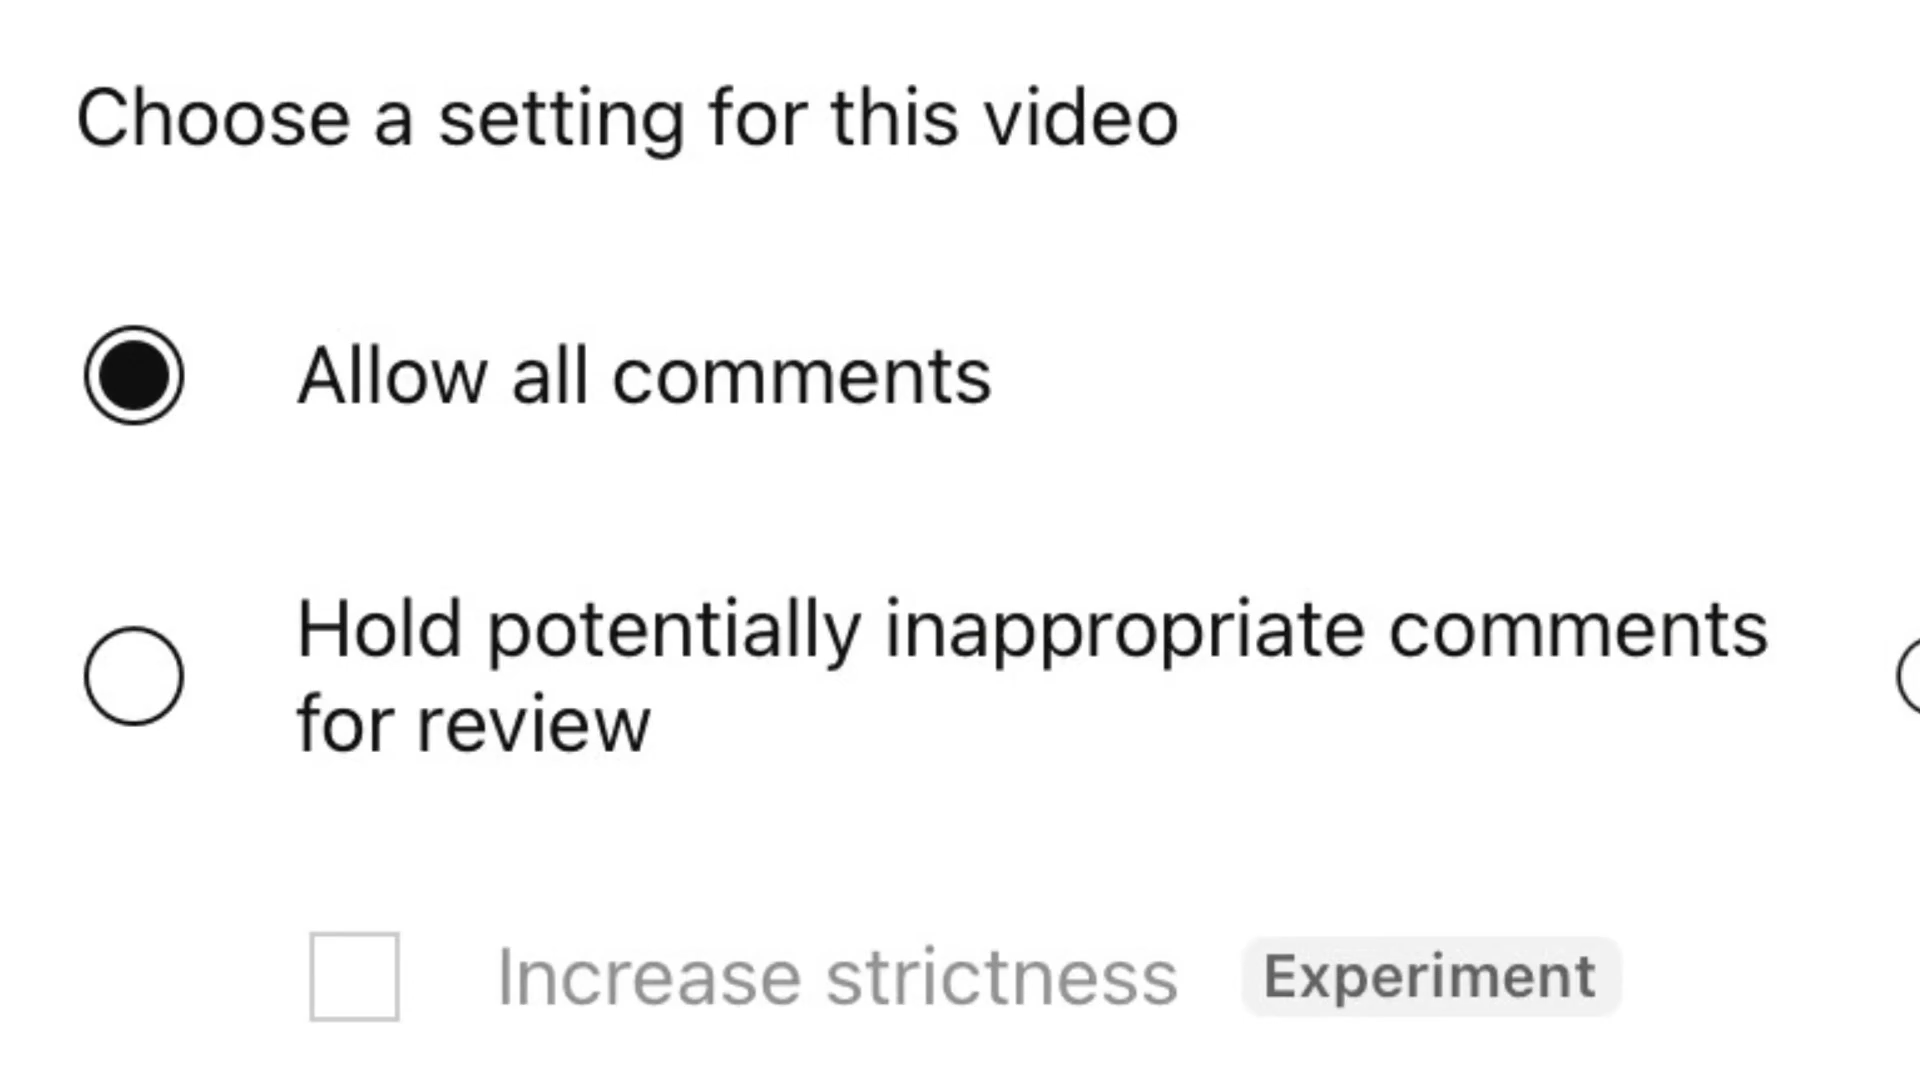 Choose a setting for this video
Allow all comments
Hold potentially inappropriate comments
for review
Increase strictness Experiment